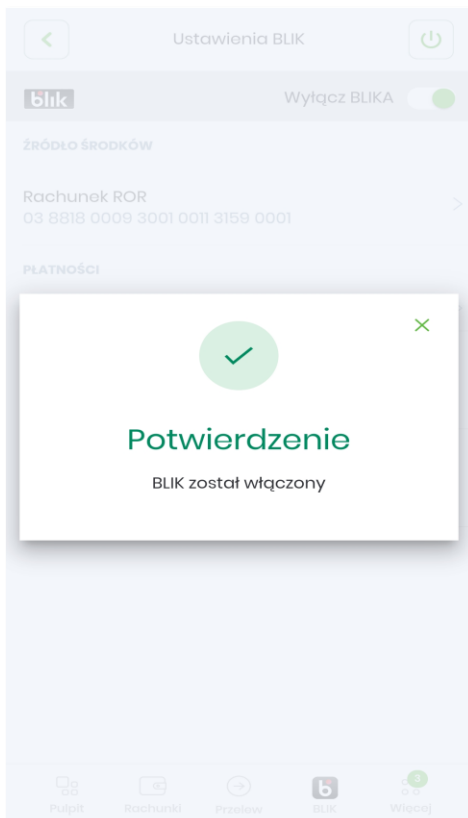 Ustawienia BLIK
blik
Wyłącz BLIKA
ŹRÓDŁO ŚRODKÓW
Rachunek ROR
03 8818 0009 3001 0011 3159 0001
PŁATNOŚCI
Potwierdzenie
BLIK został włączony
3
Pulpit Rachunki Przelew BLIK Więcej